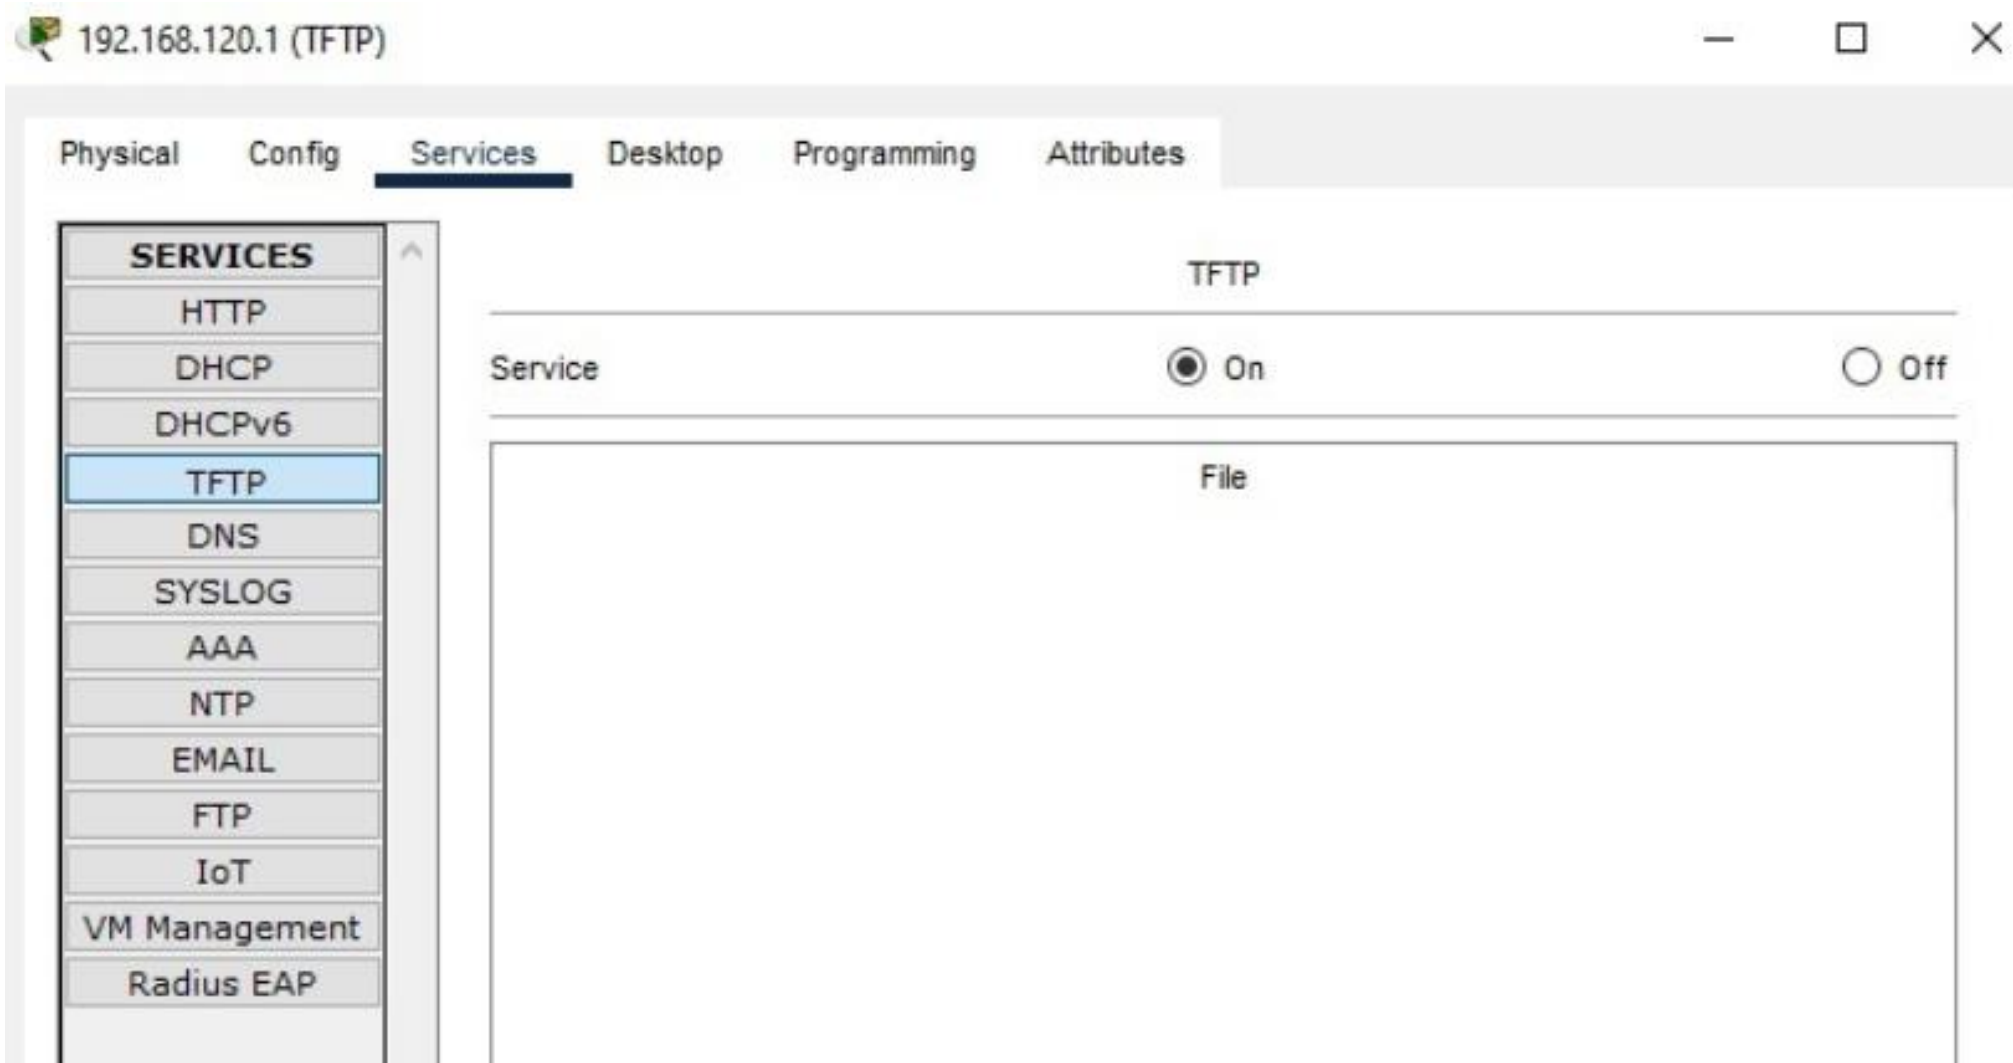 192.168.120.1 (TFTP)
Physical Config Services Desktop Programming Attributes
SERVICES
HTTP
DHCP
DHCPv6
TFTP
DNS
SYSLOG
AAA
NTP
EMAIL
FTP
IoT
VM Management
Radius EAP
TFTP
Service On Off
File